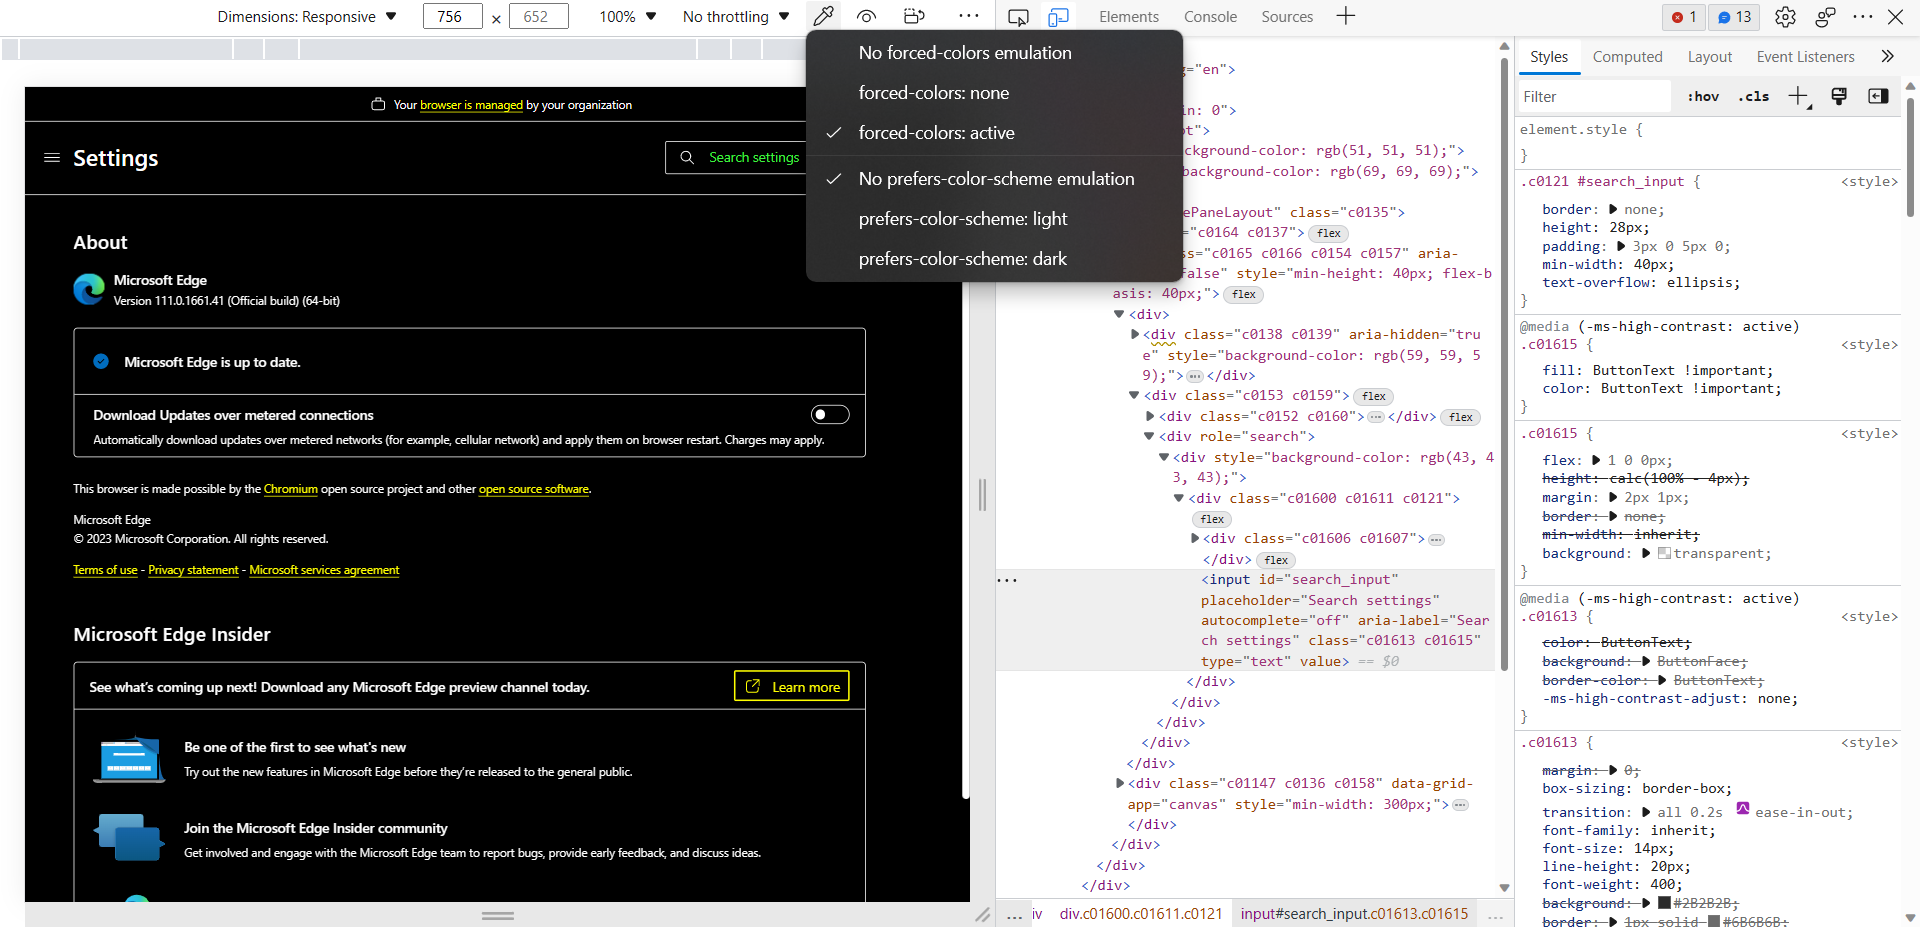 Dimensions: Responsive 756 × 652 100% No throttling
Elements Console Sources
1 13
No forced-colors emulation
forced-colors: none
forced-colors: active
No prefers-color-scheme emulation
prefers-color-scheme: light
prefers-color-scheme: dark
Your browser is managed by your organization
Settings
Search settings
About
Microsoft Edge
Version 111.0.1661.41 (Official build) (64-bit)
Microsoft Edge is up to date.
Download Updates over metered connections
Automatically download updates over metered networks (for example, cellular network) and apply them on browser restart. Charges may apply.
This browser is made possible by the Chromium open source project and other open source software.
Microsoft Edge
© 2023 Microsoft Corporation. All rights reserved.
Terms of use - Privacy statement - Microsoft services agreement
Microsoft Edge Insider
See what's coming up next! Download any Microsoft Edge preview channel today.
Learn more
Be one of the first to see what's new
Try out the new features in Microsoft Edge before they're released to the general public.
Join the Microsoft Edge Insider community
Get involved and engage with the Microsoft Edge team to report bugs, provide early feedback, and discuss ideas.
="en">
in: 0">
ot">
ckground-color: rgb(51, 51, 51);">
background-color: rgb(69, 69, 69);">
ePaneLayout" class="c0135">
="c0164 c0137"> flex
ss="c0165 c0166 c0154 c0157" aria-
false" style="min-height: 40px; flex-b
asis: 40px;"> flex
<div>
<div class="c0138 c0139" aria-hidden="tru
e" style="background-color: rgb(59, 59, 5
9);"> … </div>
<div class="c0153 c0159"> flex
<div class="c0152 c0160"> … </div> flex
<div role="search">
<div style="background-color: rgb(43, 4
3, 43);">
<div class="c01600 c01611 c0121">
flex
<div class="c01606 c01607"> …
</div> flex
<input id="search_input"
placeholder="Search settings"
autocomplete="off" aria-label="Sear
ch settings" class="c01613 c01615"
type="text" value> == $0
</div>
</div>
</div>
</div>
</div>
<div class="c01147 c0136 c0158" data-grid-
app="canvas" style="min-width: 300px;"> …
</div>
</div>
</div>
</div>
… iv div.c01600.c01611.c0121 input#search_input.c01613.c01615 …
Styles Computed Layout Event Listeners
Filter :hov .cls
element.style {
}
.c0121 #search_input { <style>
border: none;
height: 28px;
padding: 3px 0 5px 0;
min-width: 40px;
text-overflow: ellipsis;
}
@media (-ms-high-contrast: active)
.c01615 { <style>
fill: ButtonText !important;
color: ButtonText !important;
}
.c01615 { <style>
flex: 1 0 0px;
height: calc(100% - 4px);
margin: 2px 1px;
border: none;
min-width: inherit;
background: transparent;
}
@media (-ms-high-contrast: active)
.c01613 { <style>
color: ButtonText;
background: ButtonFace;
border-color: ButtonText;
-ms-high-contrast-adjust: none;
}
.c01613 { <style>
margin: 0;
box-sizing: border-box;
transition: all 0.2s ease-in-out;
font-family: inherit;
font-size: 14px;
line-height: 20px;
font-weight: 400;
background: #2B2B2B;
border: 1px solid #6B6B6B;